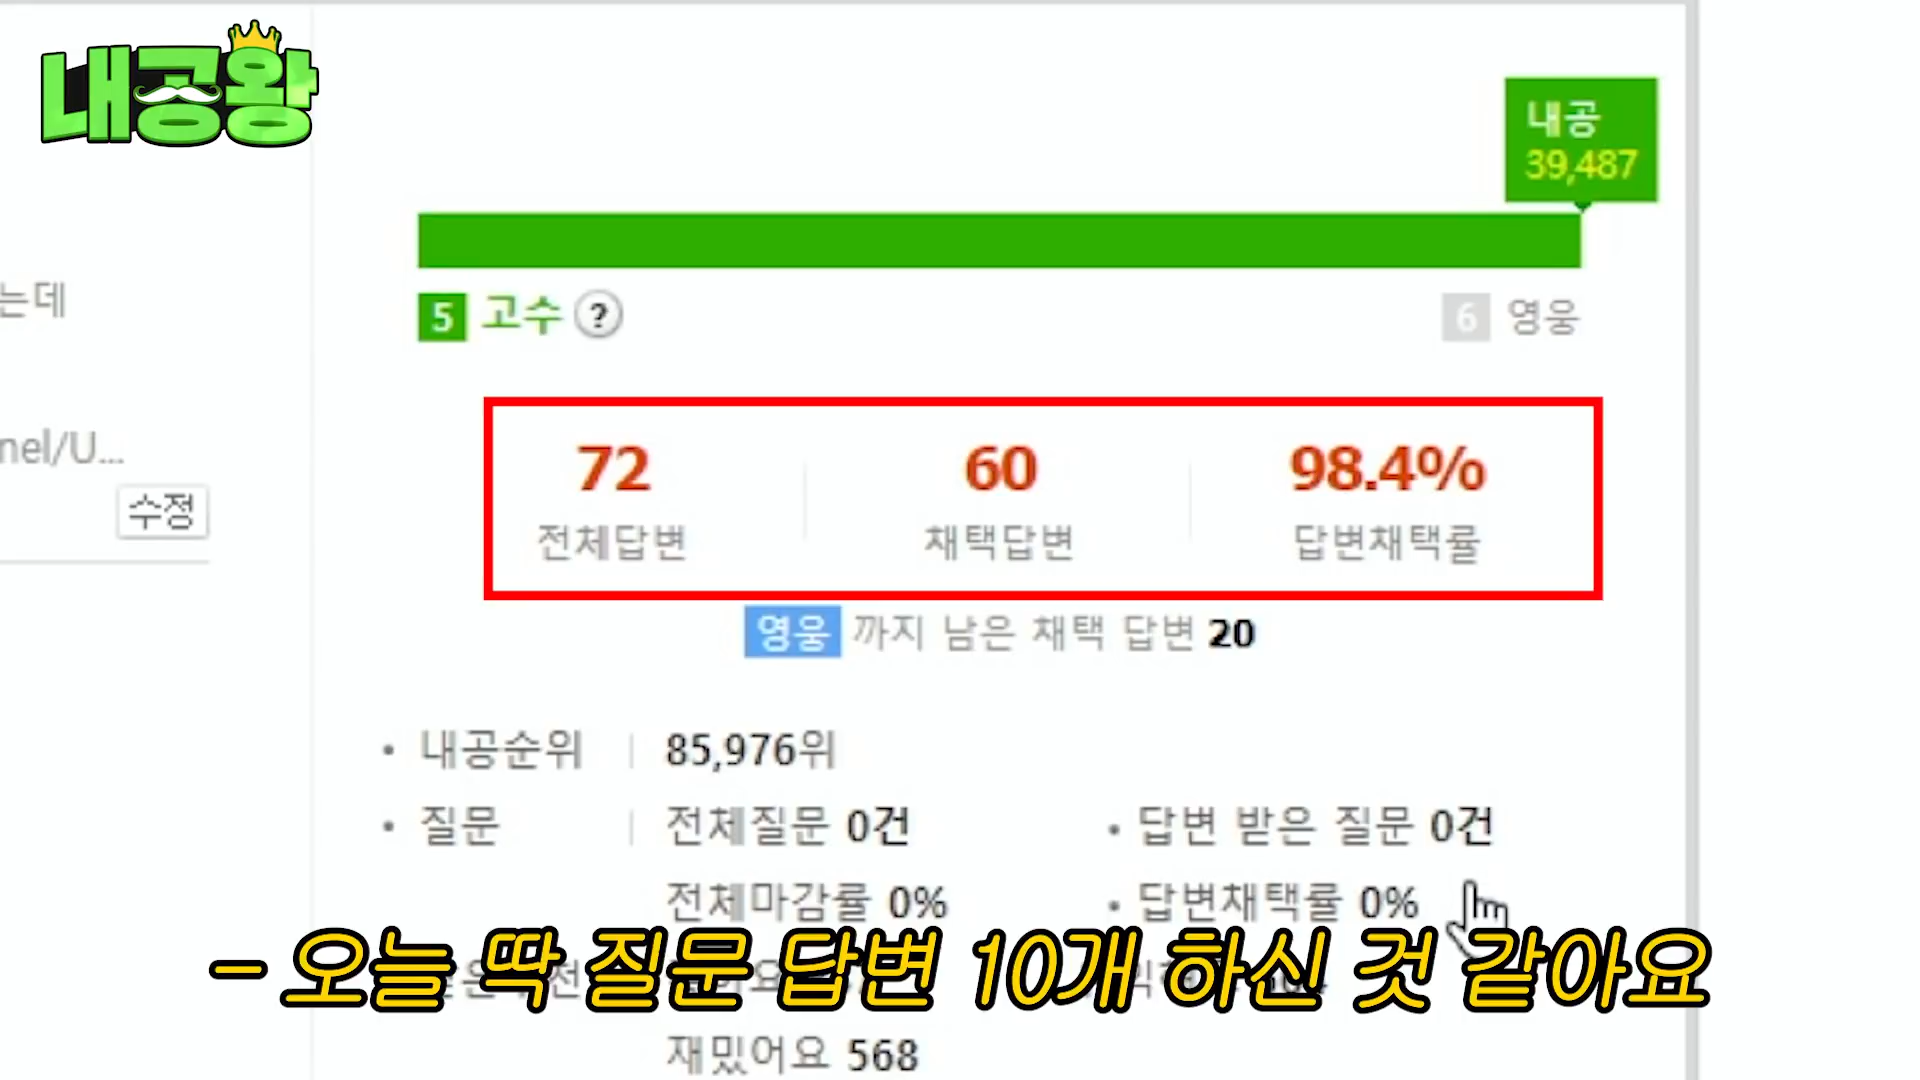 내공왕
내공
39,487
는데
5 고수 ?
6 영웅
nel/U...
수정
72
전체답변
60
채택답변
98.4%
답변채택률
영웅 까지 남은 채택 답변 20
• 내공순위 85,976위
• 질문 전체질문 0건 • 답변 받은 질문 0건
전체마감률 0% • 답변채택률 0%
- 오늘 딱 질문 답변 10개 하신 것 같아요
재밌어요 568